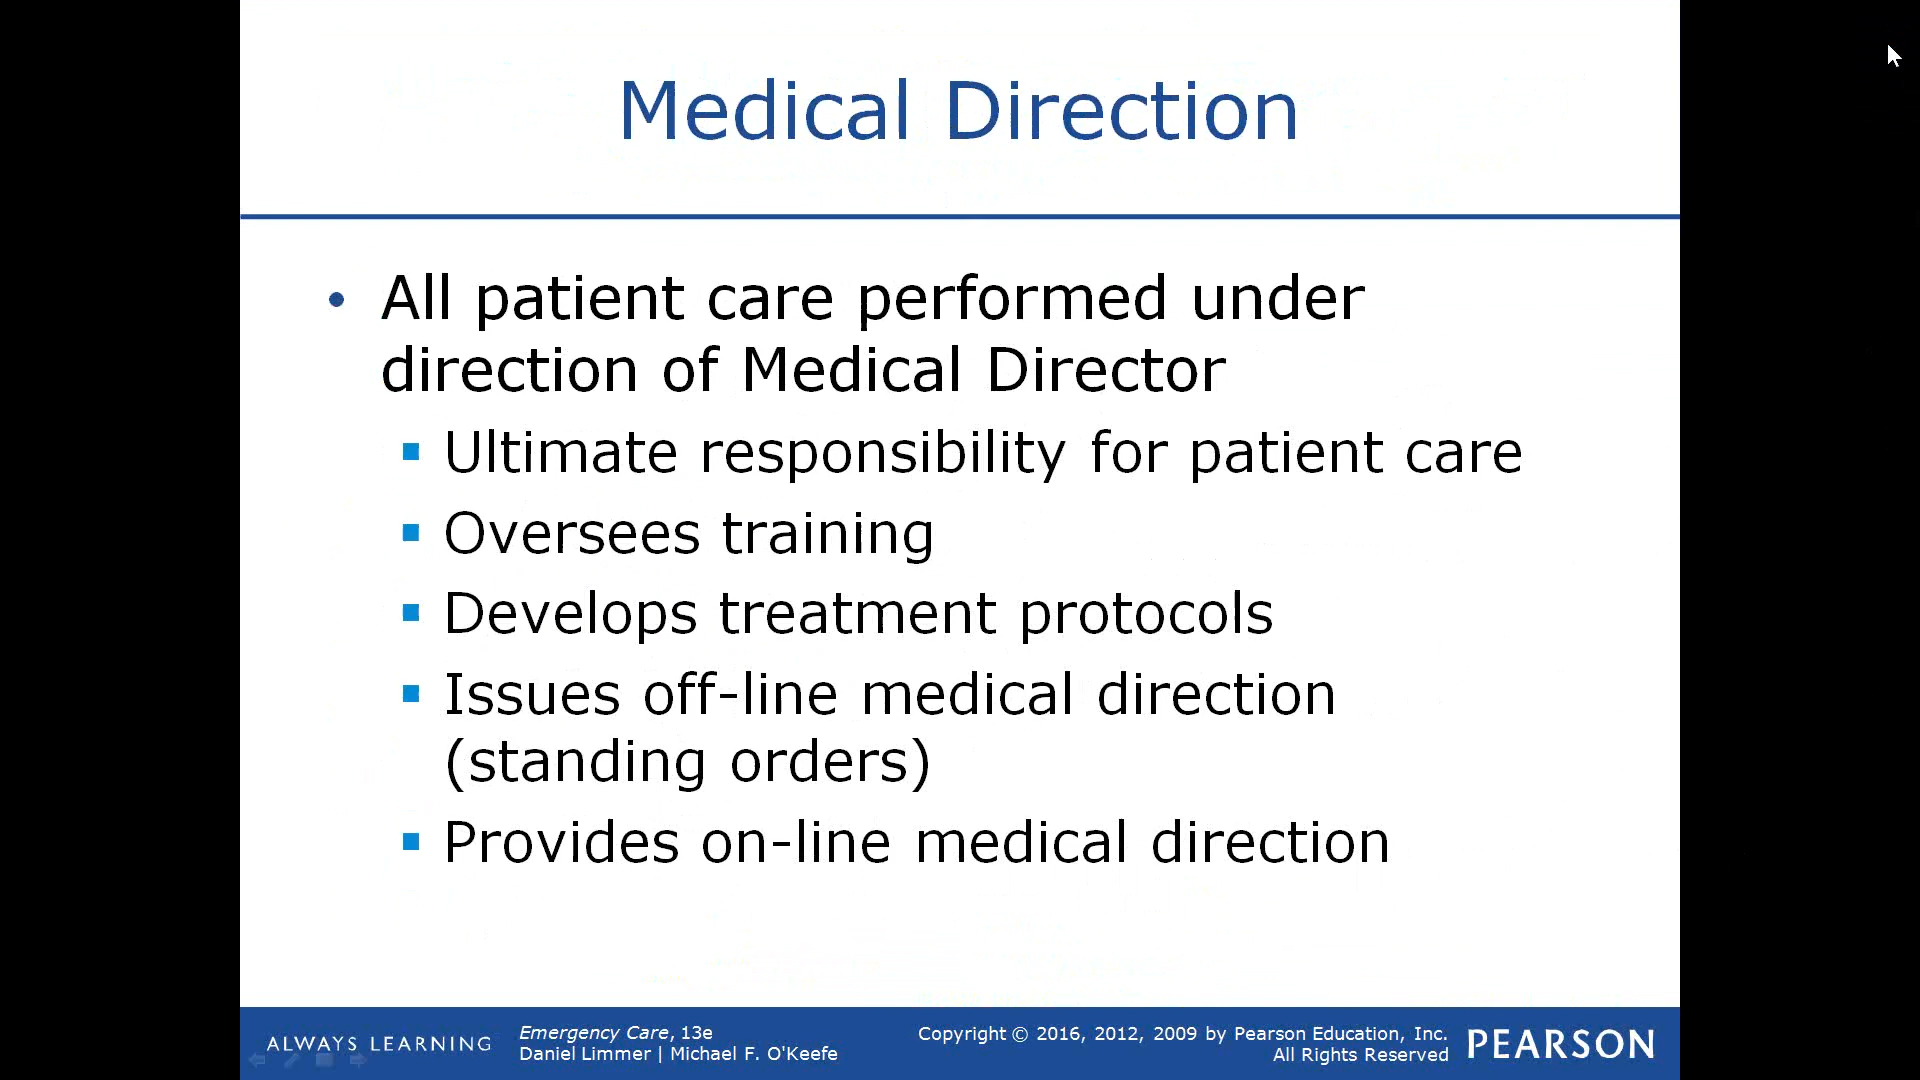 Medical Direction
• All patient care performed under
direction of Medical Director
▪ Ultimate responsibility for patient care
▪ Oversees training
▪ Develops treatment protocols
▪ Issues off-line medical direction
(standing orders)
▪ Provides on-line medical direction
ALWAYS LEARNING
Emergency Care, 13e
Daniel Limmer | Michael F. O'Keefe
Copyright © 2016, 2012, 2009 by Pearson Education, Inc.
All Rights Reserved
PEARSON